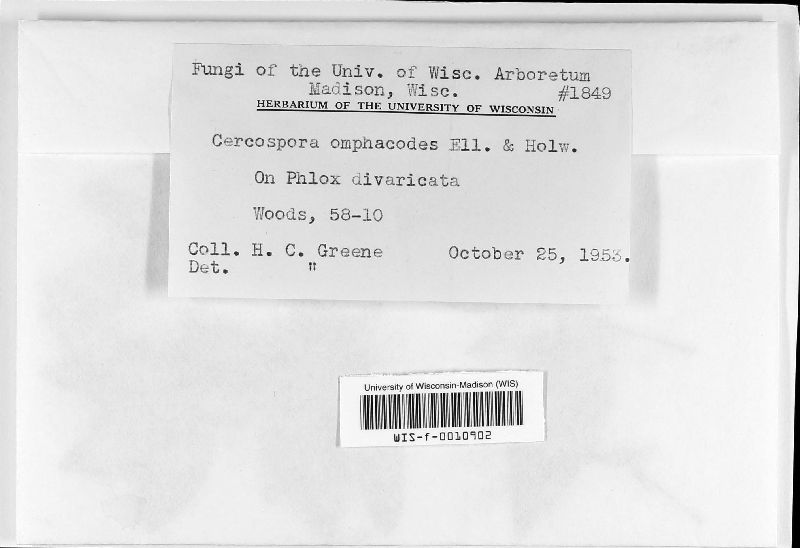 Fungi of the Univ. of Wisc. Arboretum
Madison, Wisc. #1849
HERBARIUM OF THE UNIVERSITY OF WISCONSIN
Cercospora omphacodes Ell. & Holw.
On Phlox divaricata
Woods, 58-10
Coll. H. C. Greene October 25, 1953.
Det. "
University of Wisconsin-Madison (WIS)
WIS-f-0010902